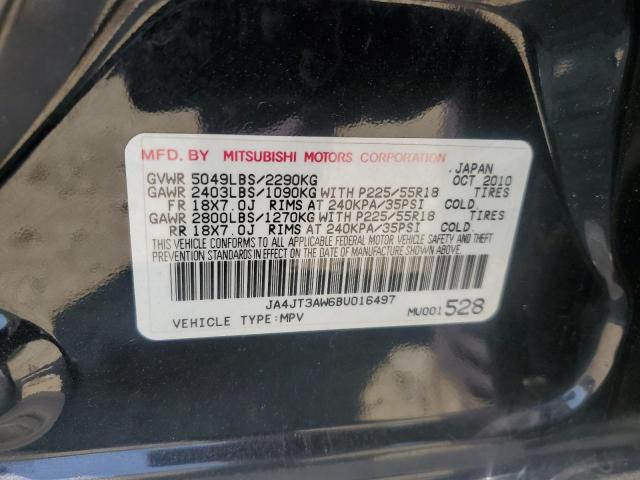 MFD. BY MITSUBISHI MOTORS CORPORATION
JAPAN
GVWR 5049LBS/2290KG OCT 2010
GAWR 2403LBS/1090KG WITH P225/55R18 TIRES
FR 18X7.0J RIMS AT 240KPA/35PSI COLD.
GAWR 2800LBS/1270KG WITH P225/55R18 TIRES
RR 18X7.0J RIMS AT 240KPA/35PSI COLD.
THIS VEHICLE CONFORMS TO ALL APPLICABLE FEDERAL MOTOR VEHICLE SAFETY AND THEFT
PREVENTION STANDARDS IN EFFECT ON THE DATE OF MANUFACTURE SHOWN ABOVE.
JA4JT3AW6BU016497
VEHICLE TYPE:MPV MU001528